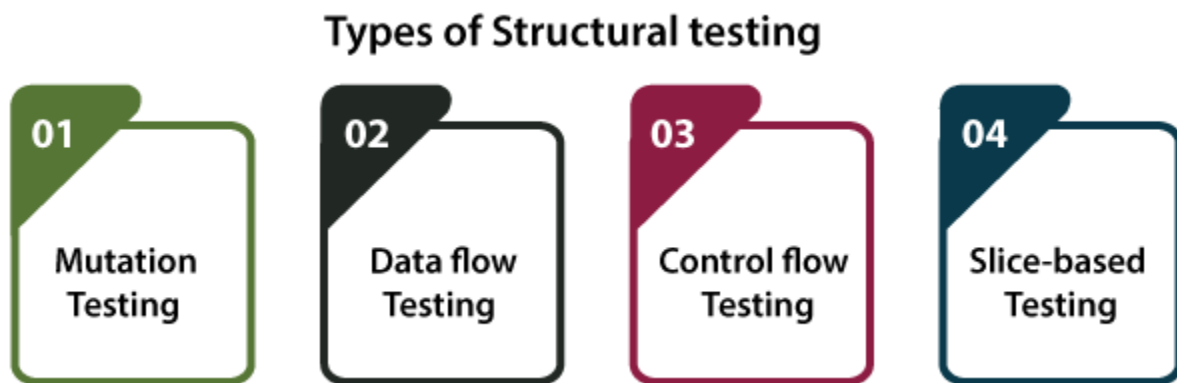 Types of Structural testing
01
Mutation
Testing
02
Data flow
Testing
03
Control flow
Testing
04
Slice-based
Testing